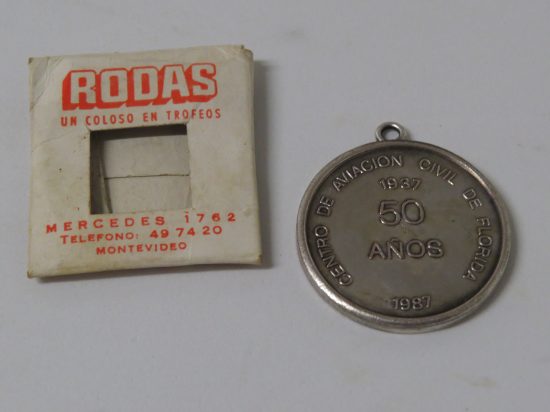 RODAS
UN COLOSO EN TROFEOS
MERCEDES 1762
TELEFONO: 49 74 20
MONTEVIDEO
CENTRO DE AVIACION CIVIL DE FLORIDA
1937
50
AÑOS
1987